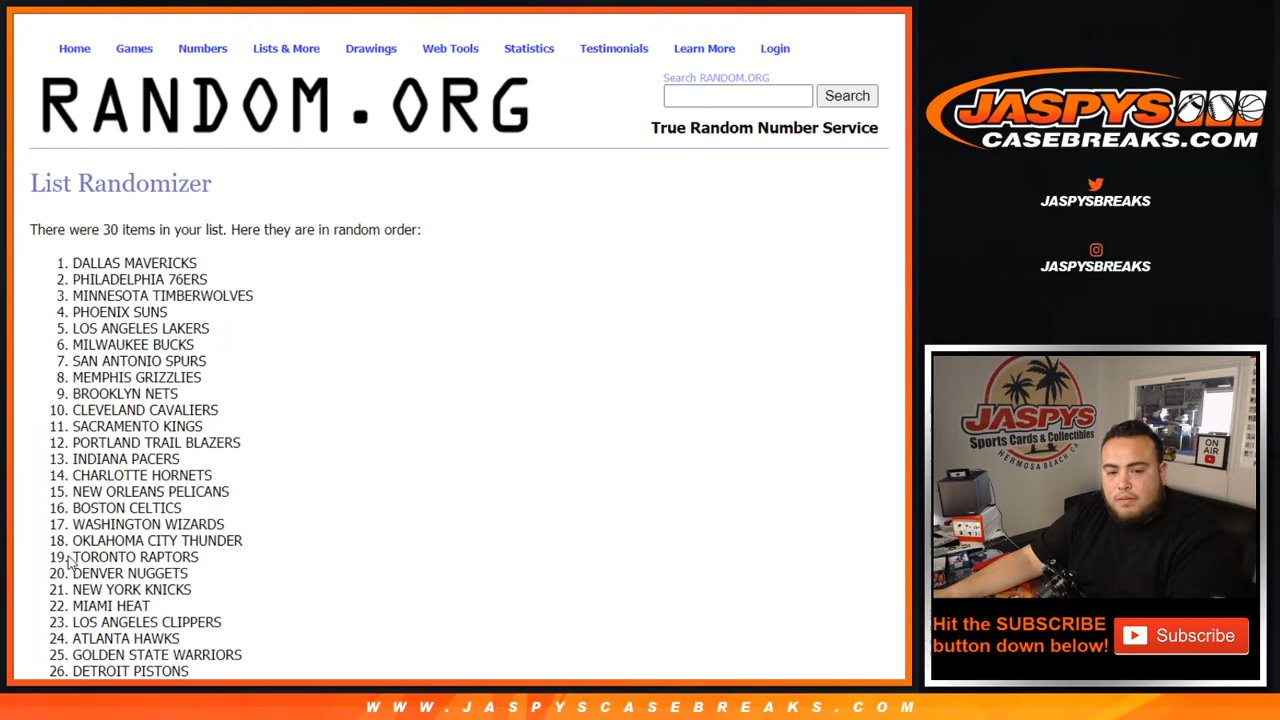 Home Games Numbers Lists & More Drawings Web Tools Statistics Testimonials Learn More Login
RANDOM.ORG
Search RANDOM.ORG
Search
True Random Number Service
List Randomizer
There were 30 items in your list. Here they are in random order:
1. DALLAS MAVERICKS
2. PHILADELPHIA 76ERS
3. MINNESOTA TIMBERWOLVES
4. PHOENIX SUNS
5. LOS ANGELES LAKERS
6. MILWAUKEE BUCKS
7. SAN ANTONIO SPURS
8. MEMPHIS GRIZZLIES
9. BROOKLYN NETS
10. CLEVELAND CAVALIERS
11. SACRAMENTO KINGS
12. PORTLAND TRAIL BLAZERS
13. INDIANA PACERS
14. CHARLOTTE HORNETS
15. NEW ORLEANS PELICANS
16. BOSTON CELTICS
17. WASHINGTON WIZARDS
18. OKLAHOMA CITY THUNDER
19. TORONTO RAPTORS
20. DENVER NUGGETS
21. NEW YORK KNICKS
22. MIAMI HEAT
23. LOS ANGELES CLIPPERS
24. ATLANTA HAWKS
25. GOLDEN STATE WARRIORS
26. DETROIT PISTONS
JASPYS
CASEBREAKS.COM
JASPYSBREAKS
JASPYSBREAKS
JASPYS
Sports Cards & Collectibles
HERMOSA BEACH, CA
ON AIR
Hit the SUBSCRIBE
button down below!
Subscribe
WWW.JASPYSCASEBREAKS.COM